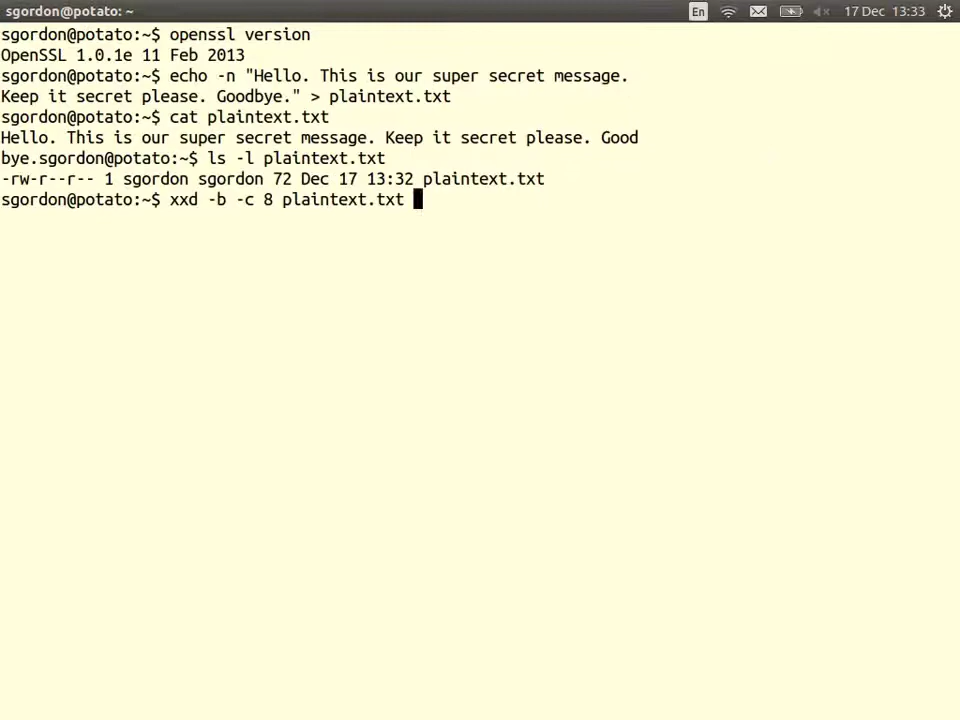 sgordon@potato: ~
En
17 Dec 13:33
sgordon@potato:~$ openssl version
OpenSSL 1.0.1e 11 Feb 2013
sgordon@potato:~$ echo -n "Hello. This is our super secret message.
Keep it secret please. Goodbye." > plaintext.txt
sgordon@potato:~$ cat plaintext.txt
Hello. This is our super secret message. Keep it secret please. Good
bye.sgordon@potato:~$ ls -l plaintext.txt
-rw-r--r-- 1 sgordon sgordon 72 Dec 17 13:32 plaintext.txt
sgordon@potato:~$ xxd -b -c 8 plaintext.txt